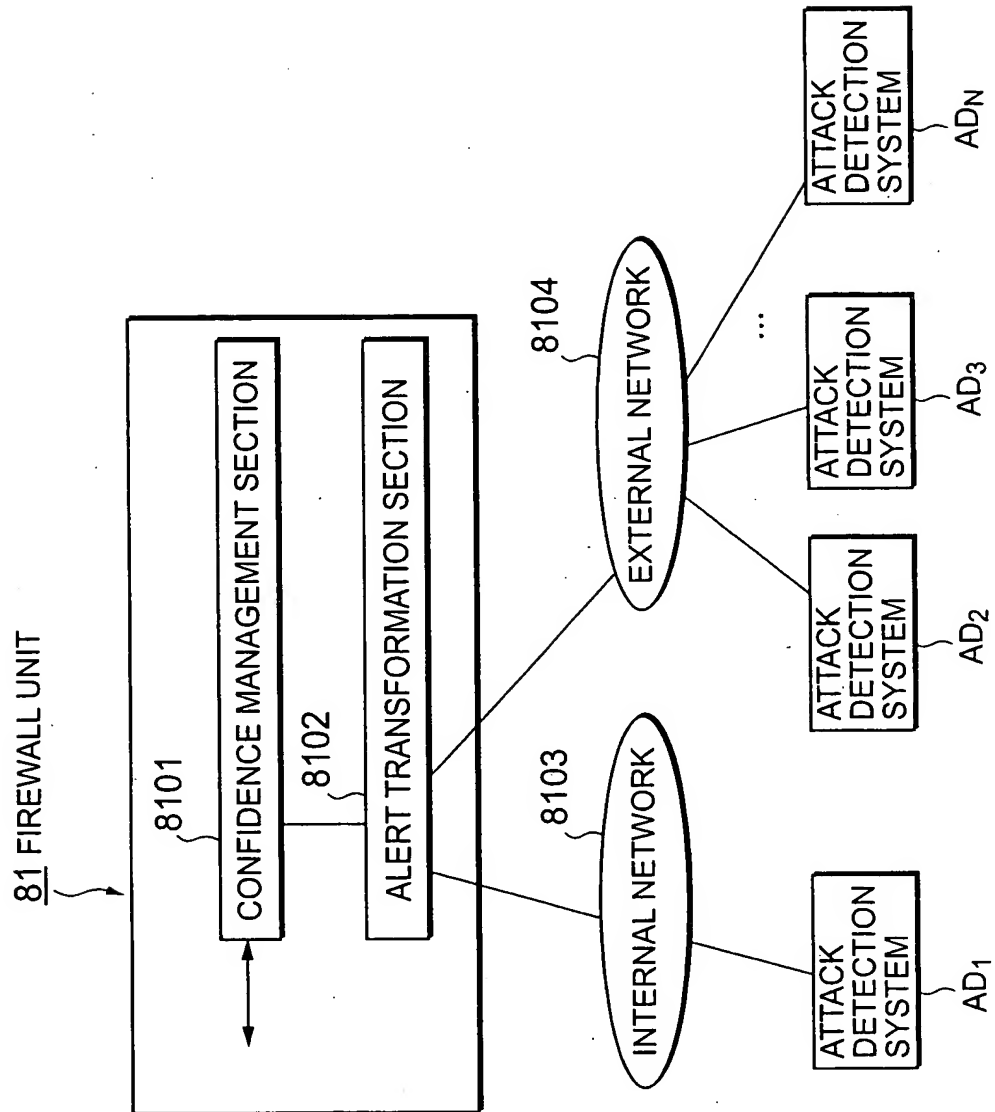 81 FIREWALL UNIT
8101
CONFIDENCE MANAGEMENT SECTION
8102
ALERT TRANSFORMATION SECTION
8103
INTERNAL NETWORK
8104
EXTERNAL NETWORK
ATTACK
DETECTION
SYSTEM
AD1
ATTACK
DETECTION
SYSTEM
AD2
ATTACK
DETECTION
SYSTEM
AD3
...
ATTACK
DETECTION
SYSTEM
ADN